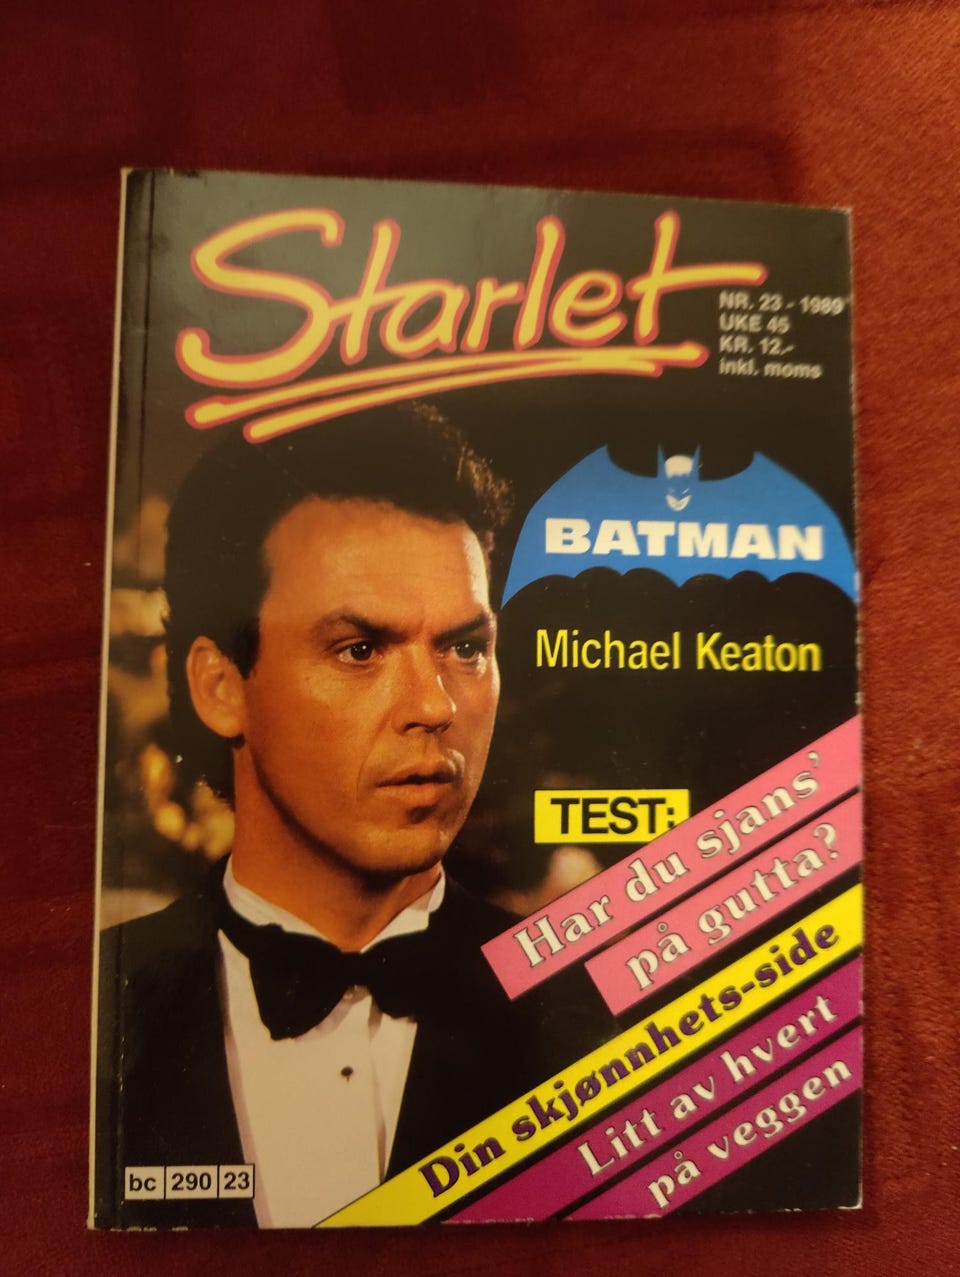 Starlet
NR. 23 - 1989
UKE 45
KR. 12.-
inkl. moms
BATMAN
Michael Keaton
TEST:
Har du sjans'
på gutta?
Din skjønnhets-side
Litt av hvert
på veggen
bc 290 23